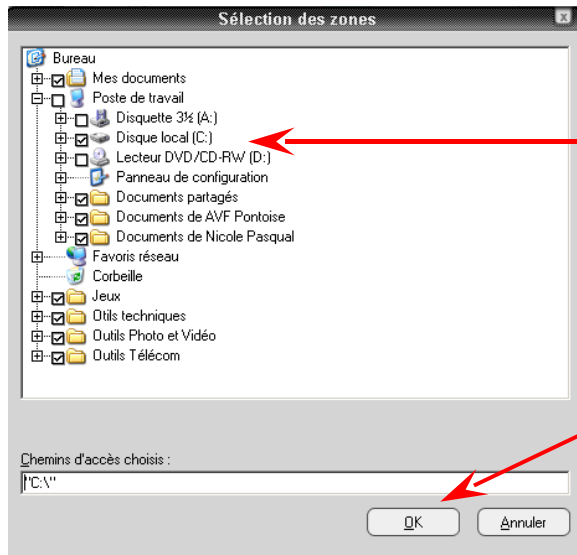 Sélection des zones
x
Bureau
Mes documents
Poste de travail
Disquette 3½ (A:)
Disque local (C:)
Lecteur DVD/CD-RW (D:)
Panneau de configuration
Documents partagés
Documents de AVF Pontoise
Documents de Nicole Pasqual
Favoris réseau
Corbeille
Jeux
Otils techniques
Outils Photo et Vidéo
Outils Télécom
Chemins d'accès choisis :
"C:\"
OK
Annuler